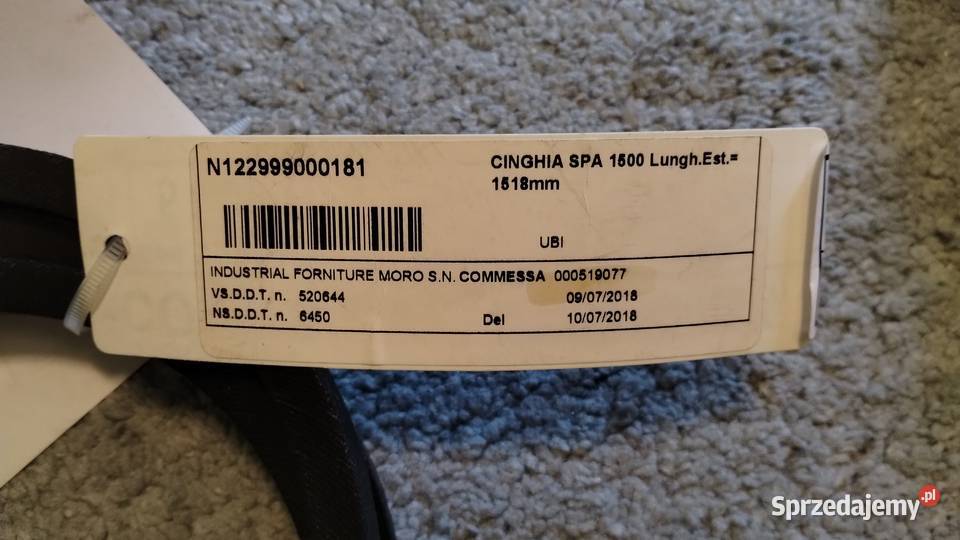 N122999000181
CINGHIA SPA 1500 Lungh.Est.=
1518mm
UBI
INDUSTRIAL FORNITURE MORO S.N. COMMESSA 000519077
VS.D.D.T. n. 520644 09/07/2018
NS.D.D.T. n. 6450 Del 10/07/2018
Sprzedajemy.pl